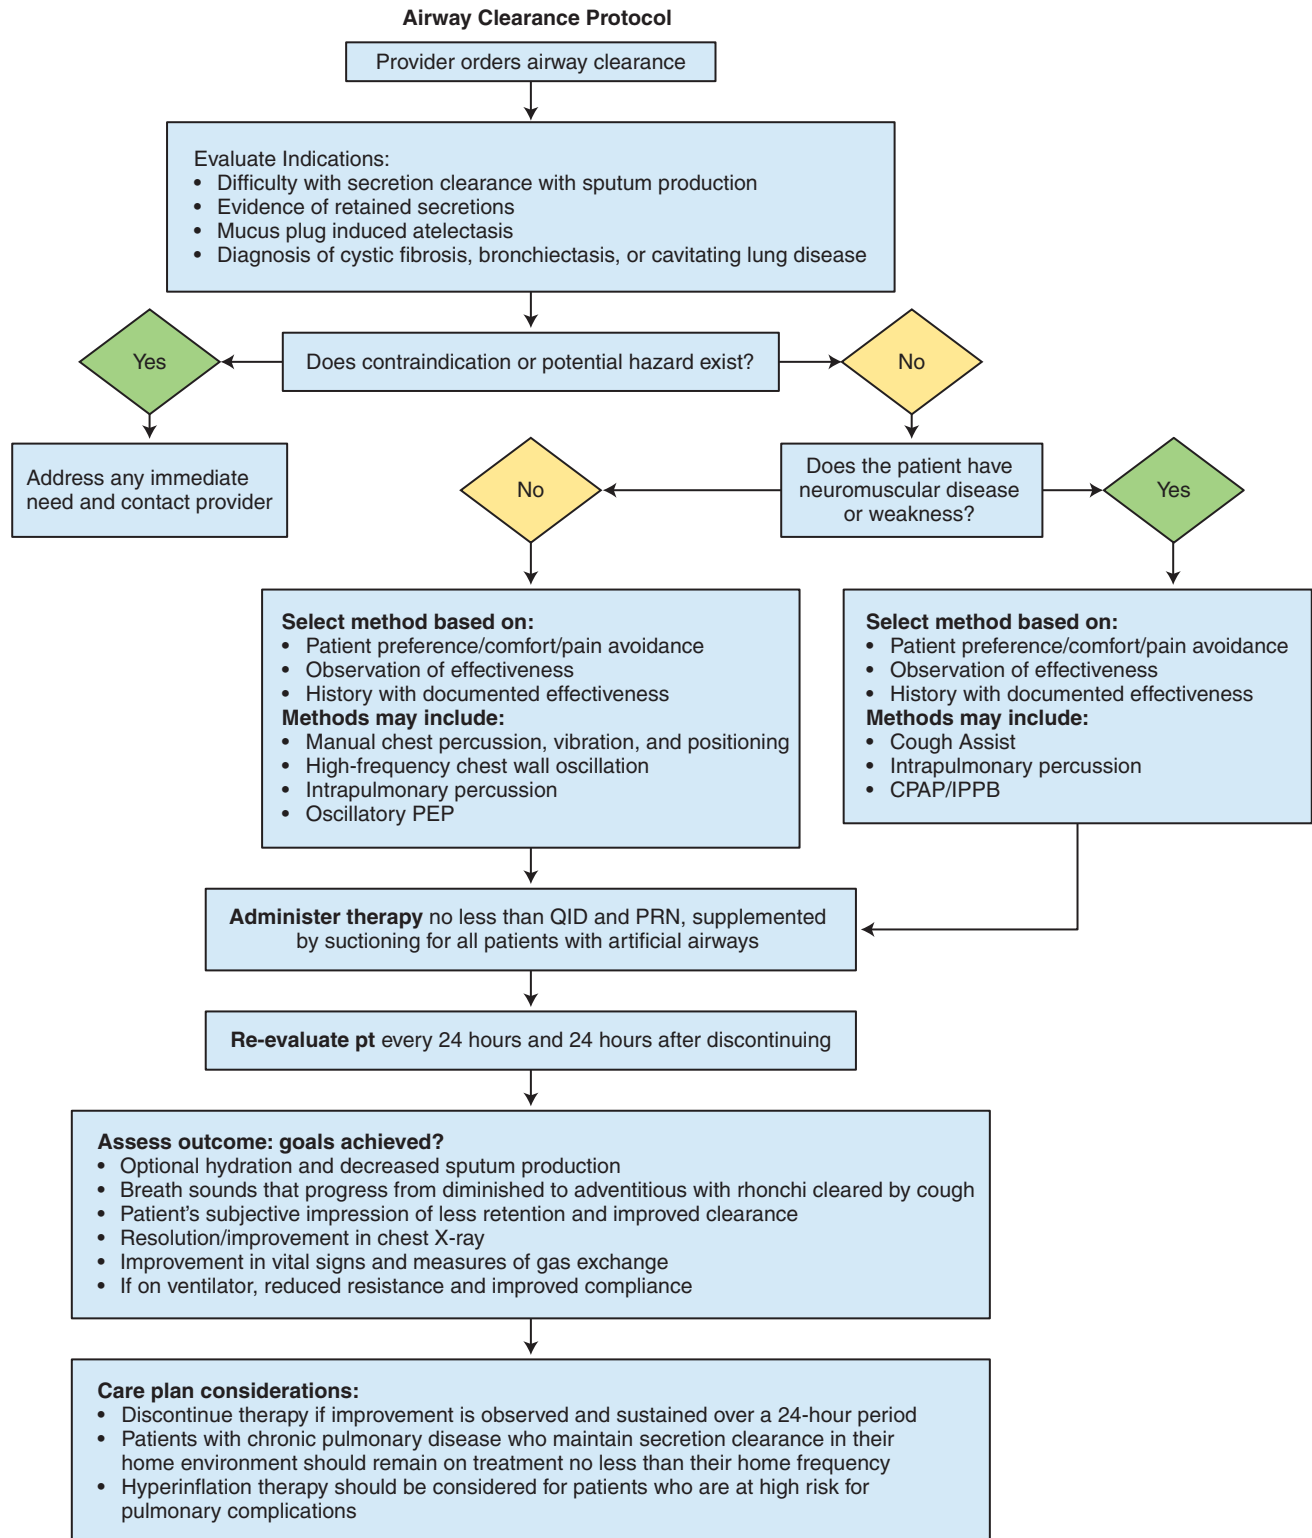 Airway Clearance Protocol
Provider orders airway clearance
Evaluate Indications:
• Difficulty with secretion clearance with sputum production
• Evidence of retained secretions
• Mucus plug induced atelectasis
• Diagnosis of cystic fibrosis, bronchiectasis, or cavitating lung disease
Yes
Does contraindication or potential hazard exist?
No
Address any immediate
need and contact provider
No
Does the patient have
neuromuscular disease
or weakness?
Yes
Select method based on:
• Patient preference/comfort/pain avoidance
• Observation of effectiveness
• History with documented effectiveness
Methods may include:
• Manual chest percussion, vibration, and positioning
• High-frequency chest wall oscillation
• Intrapulmonary percussion
• Oscillatory PEP
Select method based on:
• Patient preference/comfort/pain avoidance
• Observation of effectiveness
• History with documented effectiveness
Methods may include:
• Cough Assist
• Intrapulmonary percussion
• CPAP/IPPB
Administer therapy no less than QID and PRN, supplemented
by suctioning for all patients with artificial airways
Re-evaluate pt every 24 hours and 24 hours after discontinuing
Assess outcome: goals achieved?
• Optional hydration and decreased sputum production
• Breath sounds that progress from diminished to adventitious with rhonchi cleared by cough
• Patient's subjective impression of less retention and improved clearance
• Resolution/improvement in chest X-ray
• Improvement in vital signs and measures of gas exchange
• If on ventilator, reduced resistance and improved compliance
Care plan considerations:
• Discontinue therapy if improvement is observed and sustained over a 24-hour period
• Patients with chronic pulmonary disease who maintain secretion clearance in their
home environment should remain on treatment no less than their home frequency
• Hyperinflation therapy should be considered for patients who are at high risk for
pulmonary complications